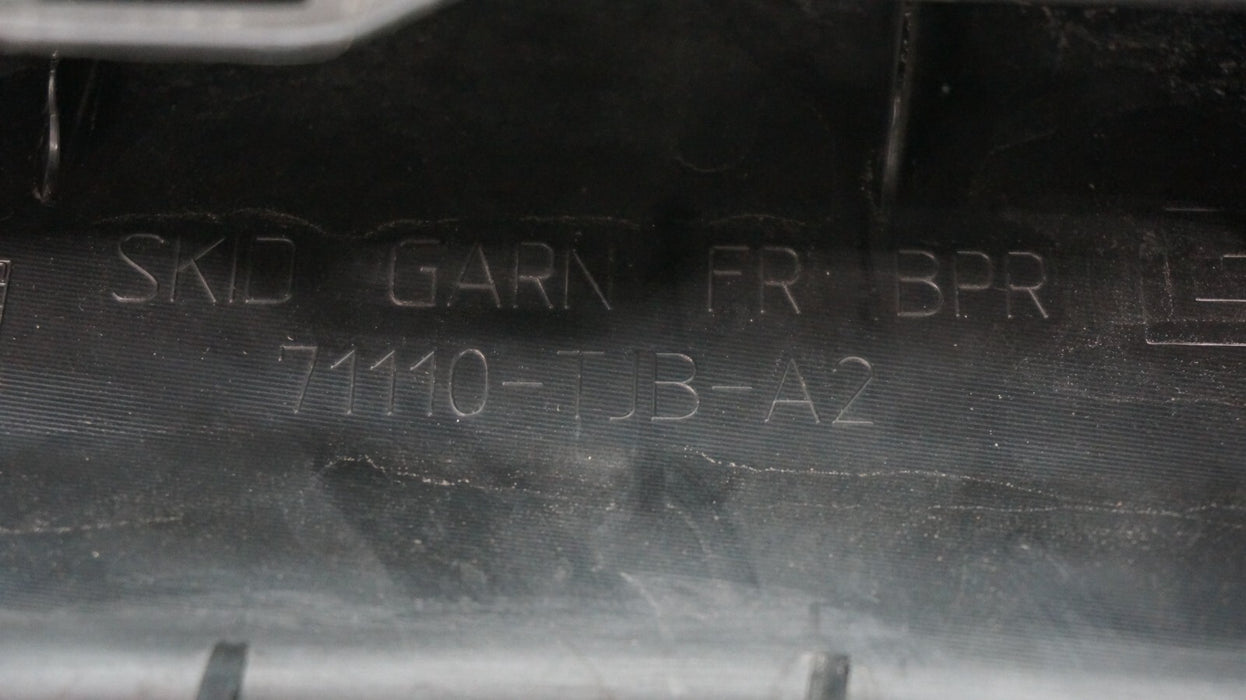 SKID GARN FR BPR
71110-TJB-A2